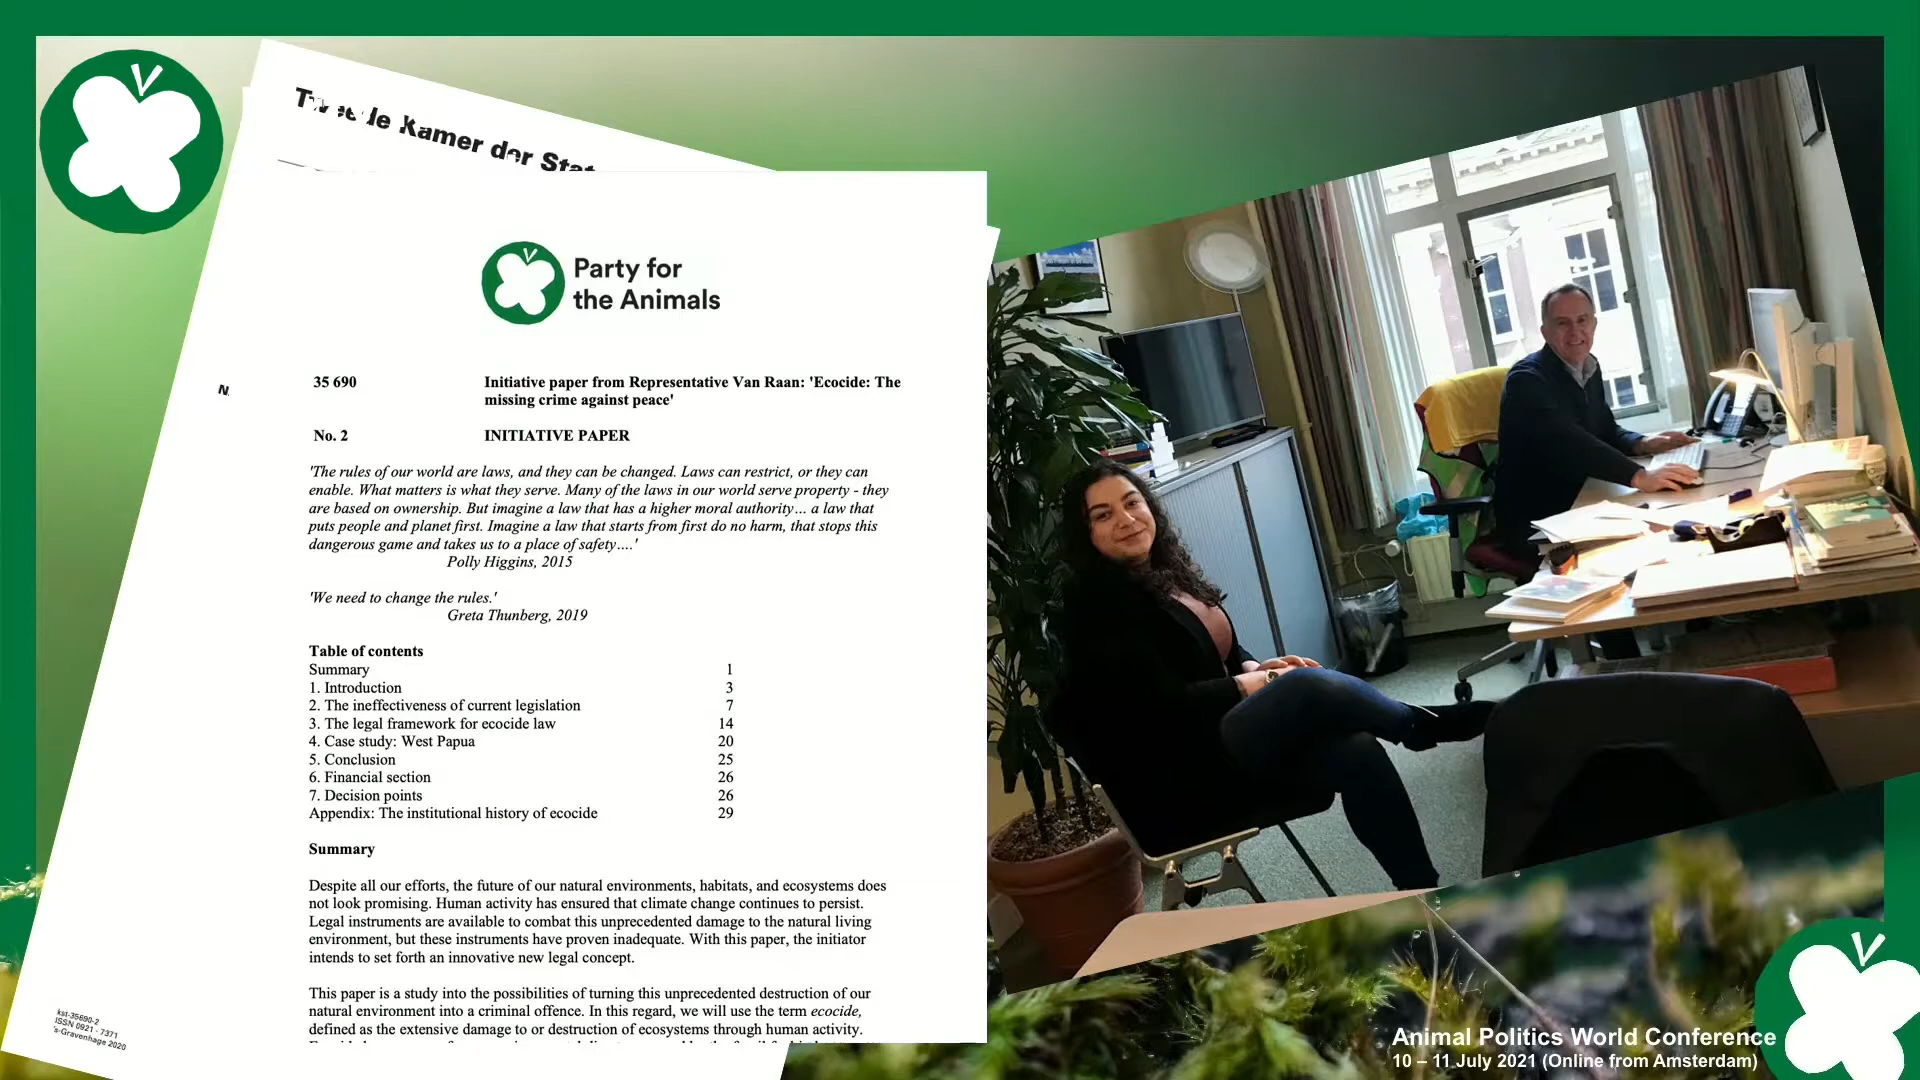 Tweede Kamer der Stat
Party for
the Animals
35 690
Initiative paper from Representative Van Raan: 'Ecocide: The
missing crime against peace'
No. 2
INITIATIVE PAPER
N.
'The rules of our world are laws, and they can be changed. Laws can restrict, or they can
enable. What matters is what they serve. Many of the laws in our world serve property - they
are based on ownership. But imagine a law that has a higher moral authority… a law that
puts people and planet first. Imagine a law that starts from first do no harm, that stops this
dangerous game and takes us to a place of safety….'
Polly Higgins, 2015
'We need to change the rules.'
Greta Thunberg, 2019
Table of contents
Summary 1
1. Introduction 3
2. The ineffectiveness of current legislation 7
3. The legal framework for ecocide law 14
4. Case study: West Papua 20
5. Conclusion 25
6. Financial section 26
7. Decision points 26
Appendix: The institutional history of ecocide 29
Summary
Despite all our efforts, the future of our natural environments, habitats, and ecosystems does
not look promising. Human activity has ensured that climate change continues to persist.
Legal instruments are available to combat this unprecedented damage to the natural living
environment, but these instruments have proven inadequate. With this paper, the initiator
intends to set forth an innovative new legal concept.
This paper is a study into the possibilities of turning this unprecedented destruction of our
natural environment into a criminal offence. In this regard, we will use the term ecocide,
defined as the extensive damage to or destruction of ecosystems through human activity.
kst-35690-2
ISSN 0921 - 7371
's-Gravenhage 2020
Animal Politics World Conference
10 – 11 July 2021 (Online from Amsterdam)